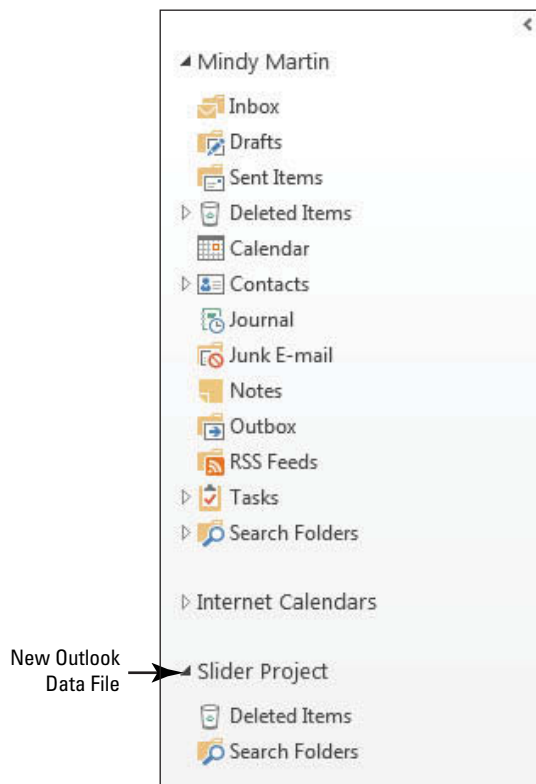 Mindy Martin
Inbox
Drafts
Sent Items
Deleted Items
Calendar
Contacts
Journal
Junk E-mail
Notes
Outbox
RSS Feeds
Tasks
Search Folders
Internet Calendars
New Outlook
Data File
Slider Project
Deleted Items
Search Folders